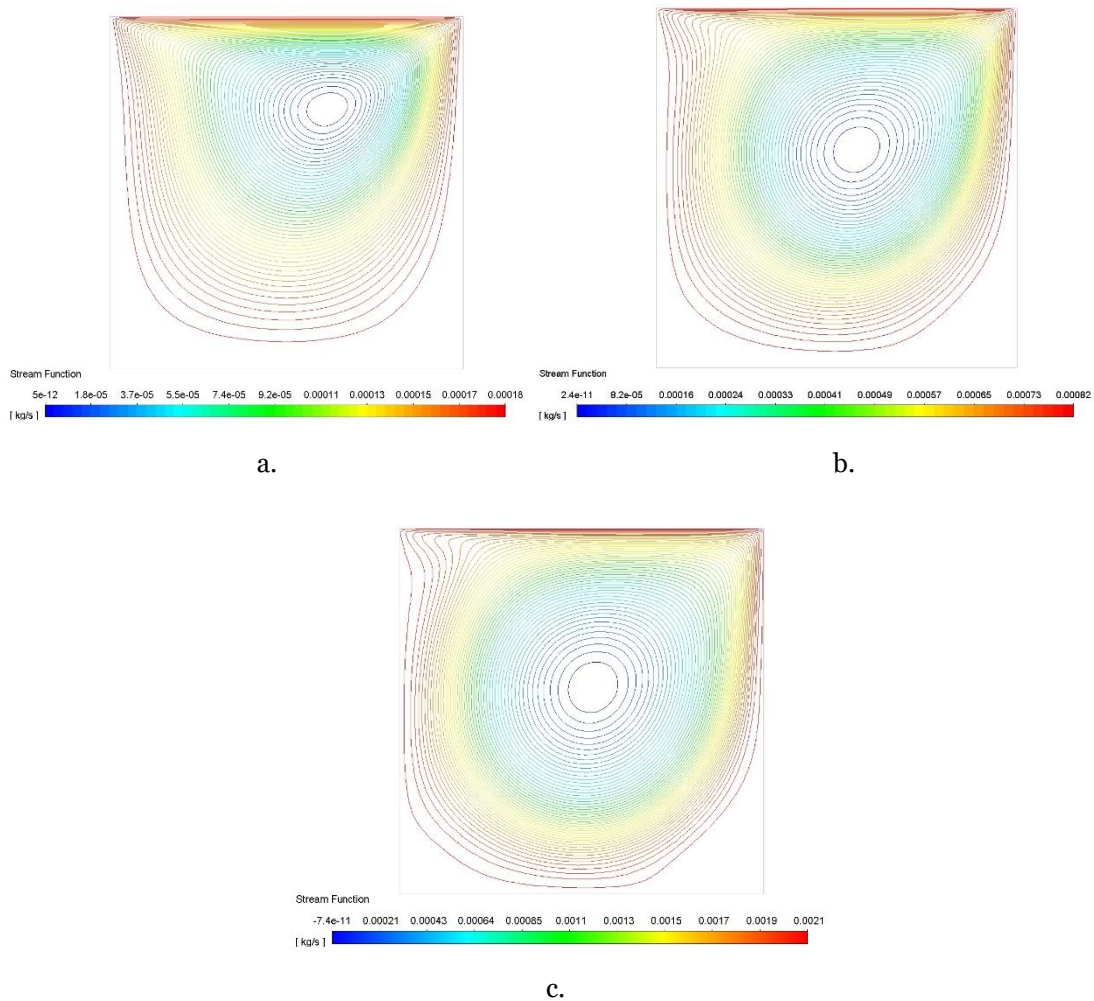 Stream Function
5e-12 1.8e-05 3.7e-05 5.5e-05 7.4e-05 9.2e-05 0.00011 0.00013 0.00015 0.00017 0.00018
[ kg/s ]
a.
Stream Function
2.4e-11 8.2e-05 0.00016 0.00024 0.00033 0.00041 0.00049 0.00057 0.00065 0.00073 0.00082
[ kg/s ]
b.
Stream Function
-7.4e-11 0.00021 0.00043 0.00064 0.00085 0.0011 0.0013 0.0015 0.0017 0.0019 0.0021
[ kg/s ]
c.